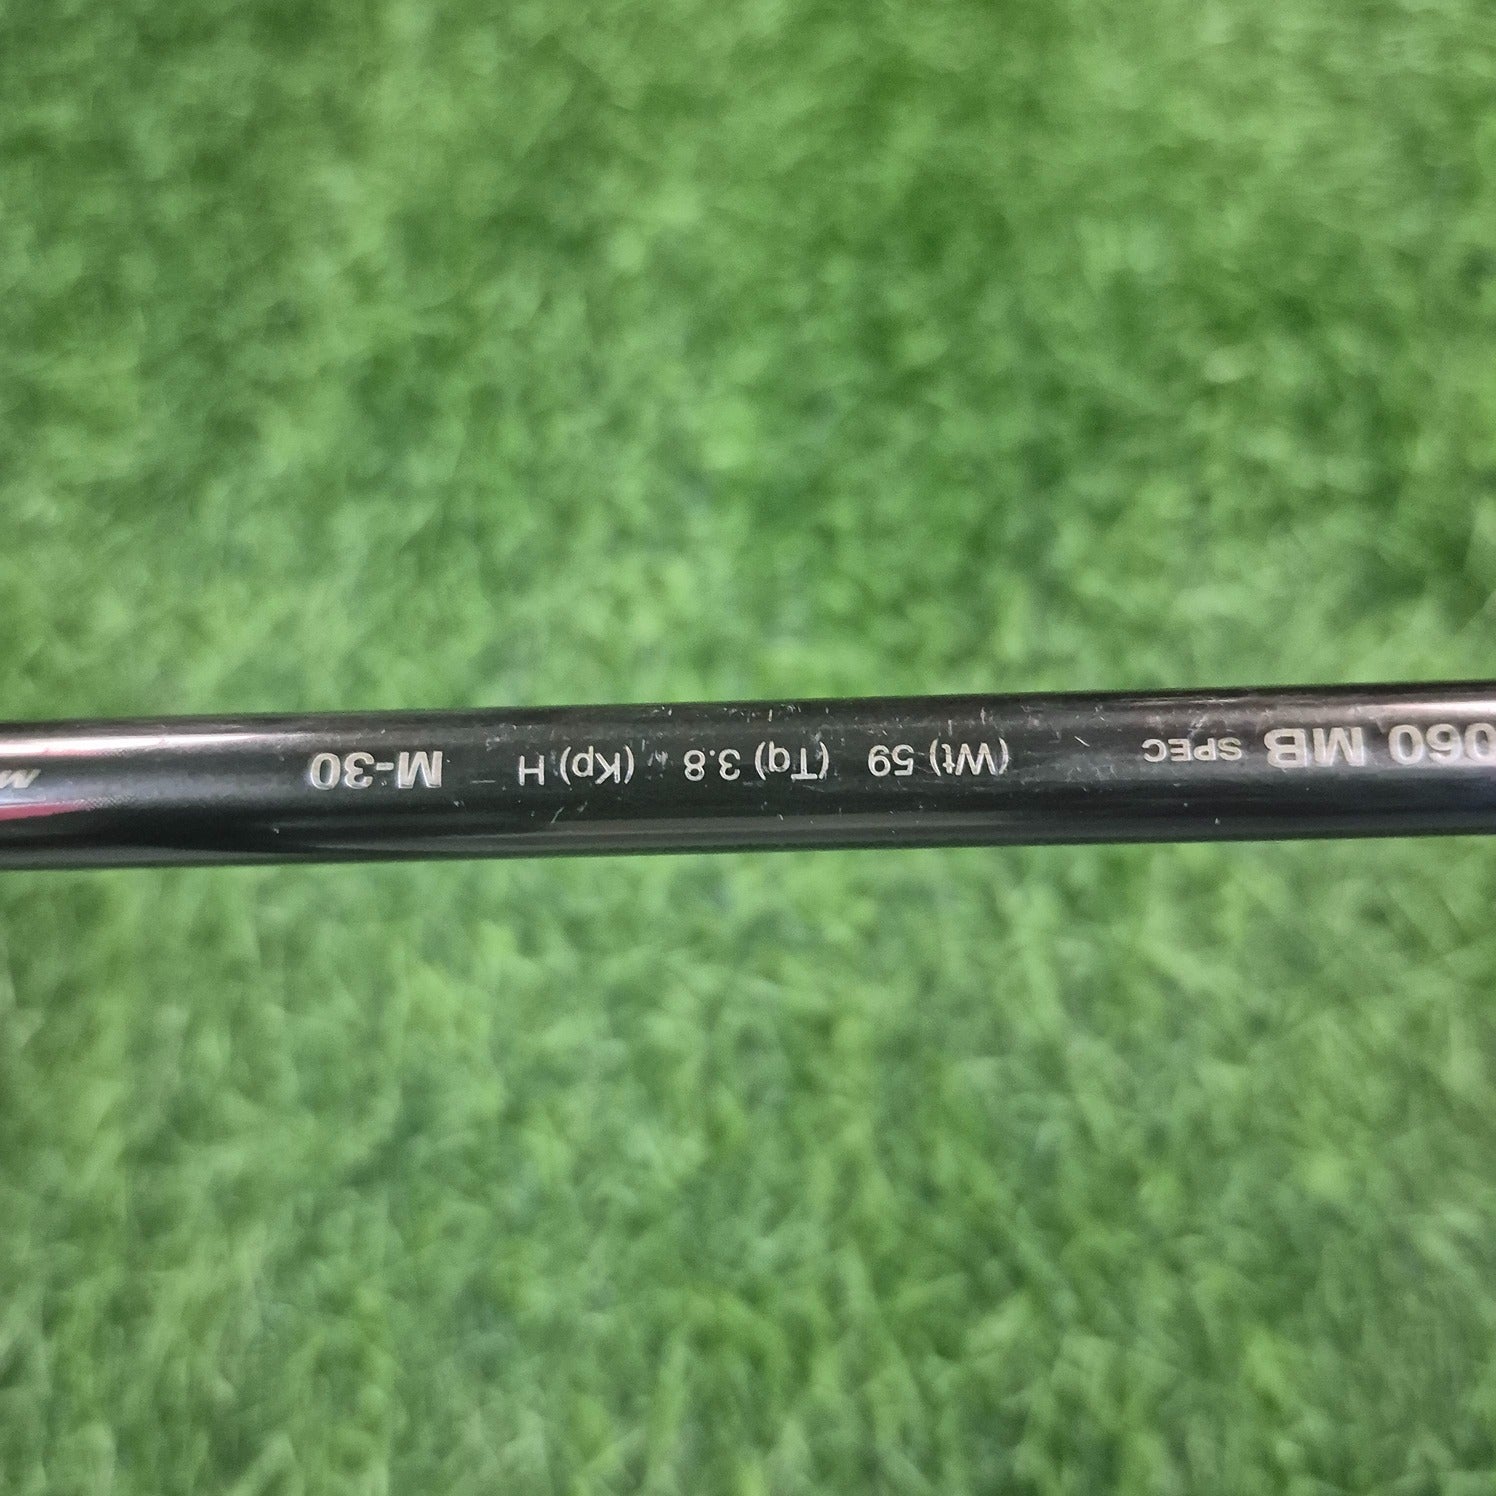 060 MB SPEC (Wt) 59 (Tq) 3.8 (Kp) H M-30 M